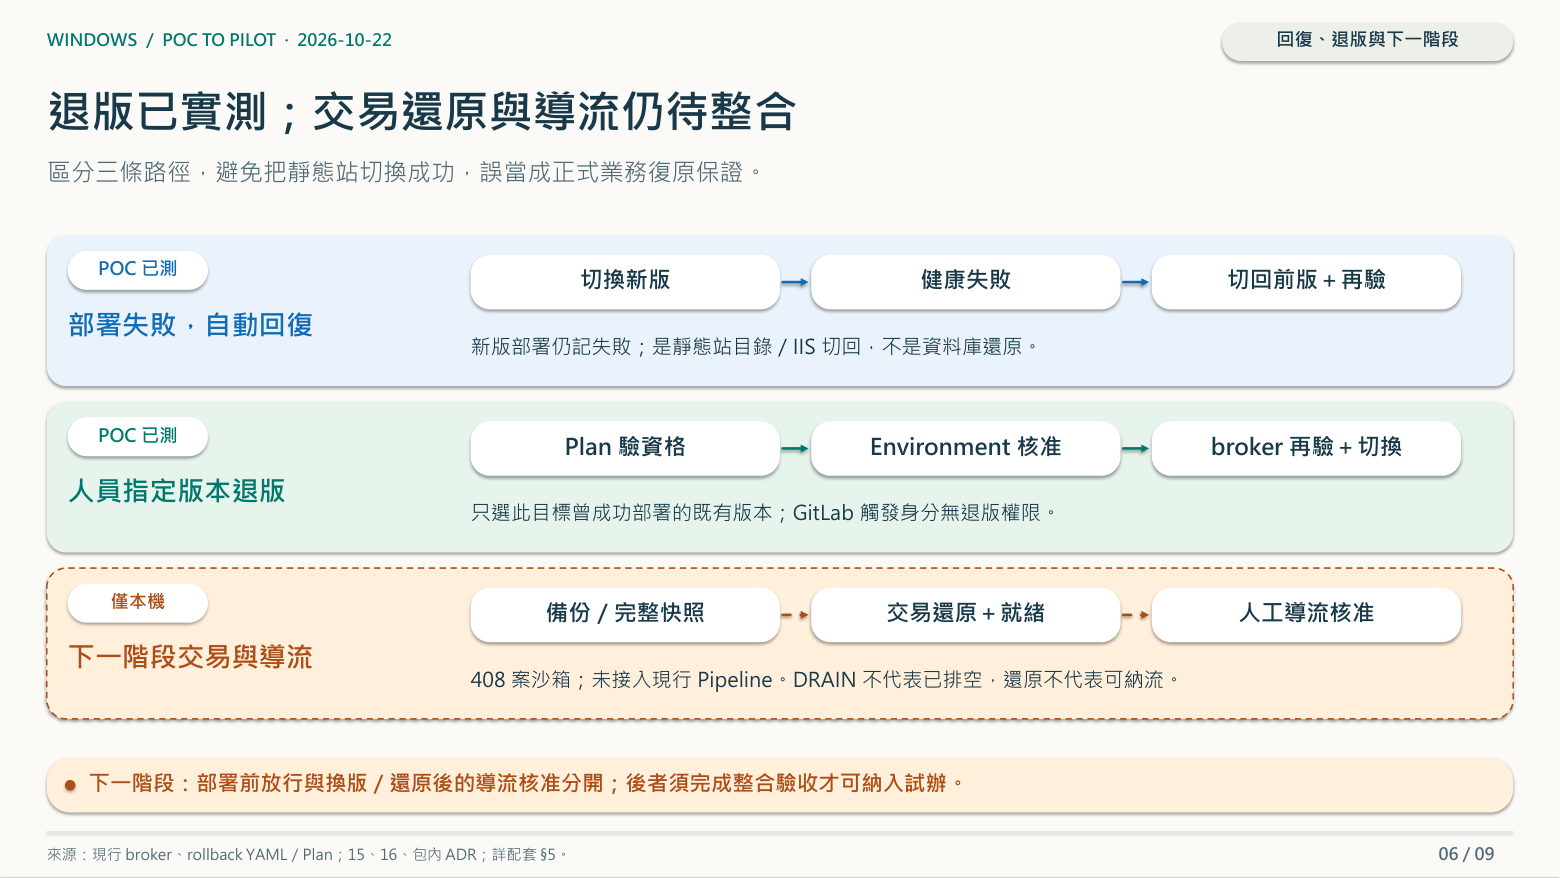 WINDOWS / POC TO PILOT · 2026-10-22
回復、退版與下一階段
退版已實測；交易還原與導流仍待整合
區分三條路徑，避免把靜態站切換成功，誤當成正式業務復原保證。
POC 已測
部署失敗，自動回復
切換新版
健康失敗
切回前版 + 再驗
新版部署仍記失敗；是靜態站目錄 / IIS 切回，不是資料庫還原。
POC 已測
人員指定版本退版
Plan 驗資格
Environment 核准
broker 再驗 + 切換
只選此目標曾成功部署的既有版本；GitLab 觸發身分無退版權限。
僅本機
下一階段交易與導流
備份 / 完整快照
交易還原 + 就緒
人工導流核准
408 案沙箱；未接入現行 Pipeline。DRAIN 不代表已排空，還原不代表可納流。
下一階段：部署前放行與換版 / 還原後的導流核准分開；後者須完成整合驗收才可納入試辦。
來源：現行 broker、rollback YAML / Plan；15、16、包內 ADR；詳配套 §5。
06 / 09